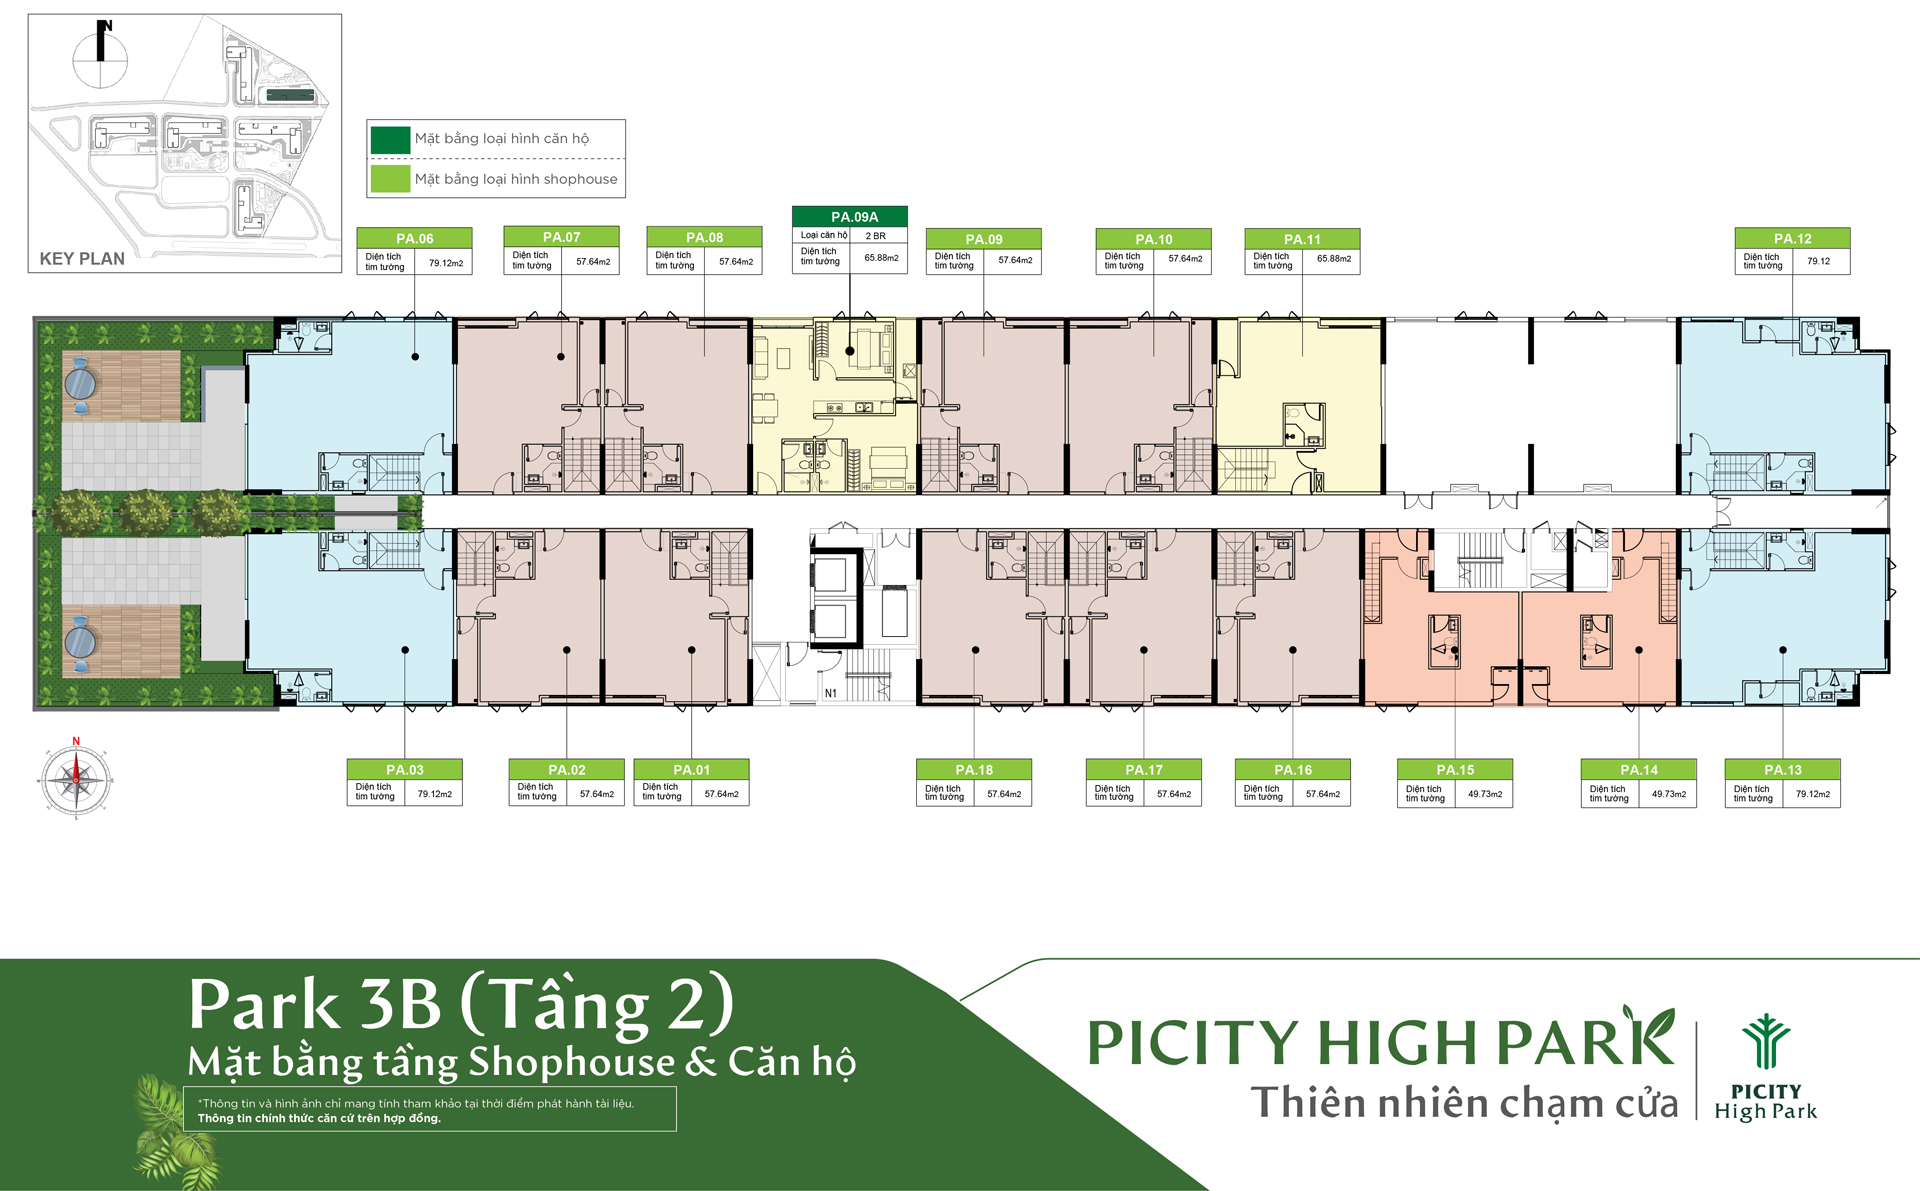 N
KEY PLAN
Mặt bằng loại hình căn hộ
Mặt bằng loại hình shophouse
PA.06
Diện tích
tim tường
79.12m2
PA.07
Diện tích
tim tường
57.64m2
PA.08
Diện tích
tim tường
57.64m2
PA.09A
Loại căn hộ
2 BR
Diện tích
tim tường
65.88m2
PA.09
Diện tích
tim tường
57.64m2
PA.10
Diện tích
tim tường
57.64m2
PA.11
Diện tích
tim tường
65.88m2
PA.12
Diện tích
tim tường
79.12
N1
N
PA.03
Diện tích
tim tường
79.12m2
PA.02
Diện tích
tim tường
57.64m2
PA.01
Diện tích
tim tường
57.64m2
PA.18
Diện tích
tim tường
57.64m2
PA.17
Diện tích
tim tường
57.64m2
PA.16
Diện tích
tim tường
57.64m2
PA.15
Diện tích
tim tường
49.73m2
PA.14
Diện tích
tim tường
49.73m2
PA.13
Diện tích
tim tường
79.12m2
Park 3B (Tầng 2)
Mặt bằng tầng Shophouse & Căn hộ
*Thông tin và hình ảnh chỉ mang tính tham khảo tại thời điểm phát hành tài liệu.
Thông tin chính thức căn cứ trên hợp đồng.
PICITY HIGH PARK
Thiên nhiên chạm cửa
PICITY
High Park